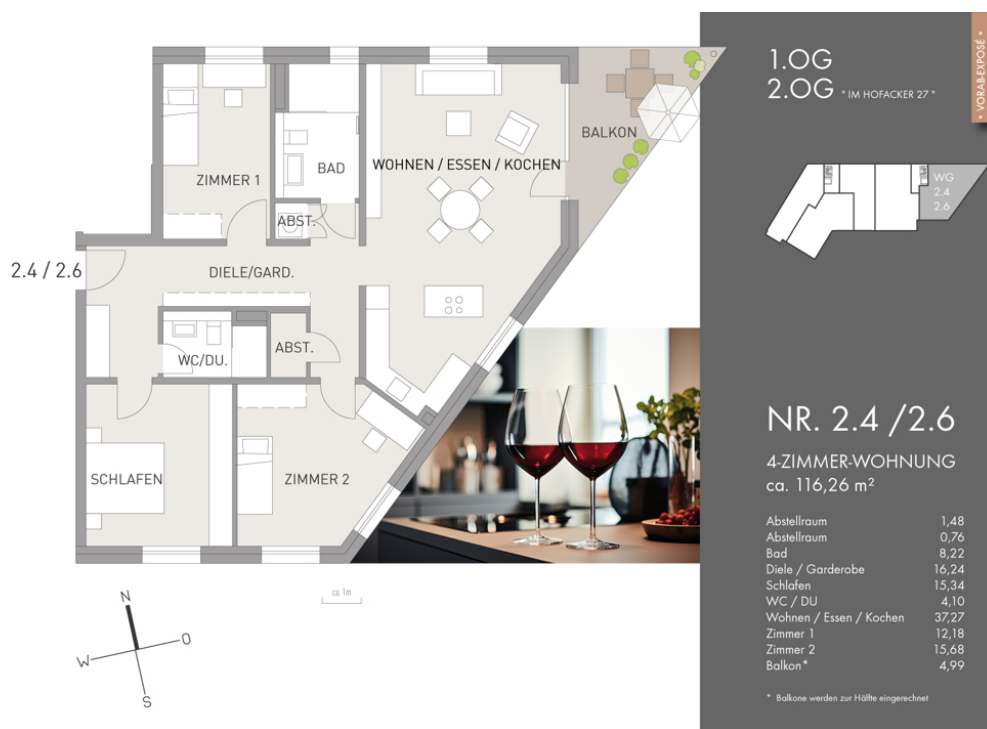 ZIMMER 1
BAD
WOHNEN / ESSEN / KOCHEN
BALKON
ABST.
2.4 / 2.6
DIELE/GARD.
WC/DU.
ABST.
SCHLAFEN
ZIMMER 2
ca. 1m
N
W
O
S
* VORAB-EXPOSÉ *
1.OG
2.OG * IM HOFACKER 27 *
WG
2.4
2.6
NR. 2.4 /2.6
4-ZIMMER-WOHNUNG
ca. 116,26 m²
Abstellraum 1,48
Abstellraum 0,76
Bad 8,22
Diele / Garderobe 16,24
Schlafen 15,34
WC / DU 4,10
Wohnen / Essen / Kochen 37,27
Zimmer 1 12,18
Zimmer 2 15,68
Balkon* 4,99
* Balkone werden zur Hälfte eingerechnet